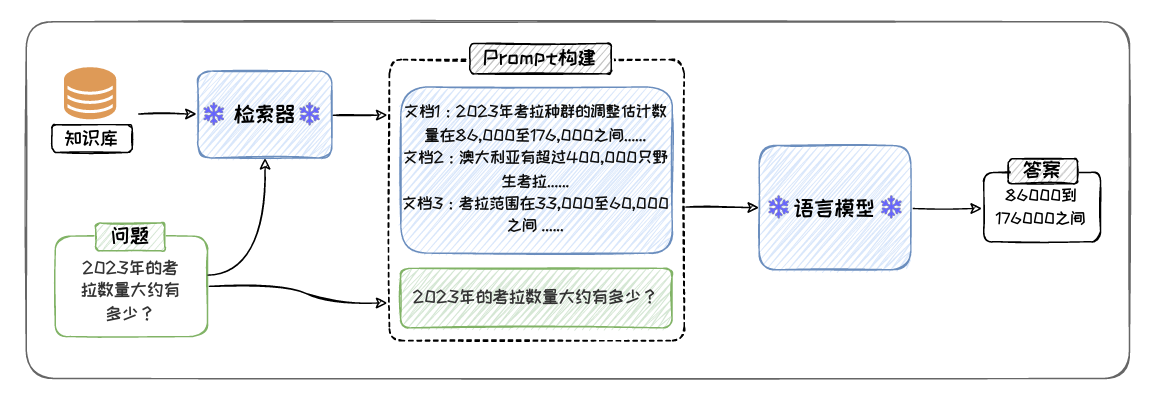 知识库
问题
2023年的考
拉数量大约有
多少？
检索器
Prompt构建
文档1：2023年考拉种群的调整估计数
量在86,000至176,000之间……
文档2：澳大利亚有超过400,000只野
生考拉……
文档3：考拉范围在33,000至60,000
之间 ……
2023年的考拉数量大约有多少？
语言模型
答案
86000到
176000之间